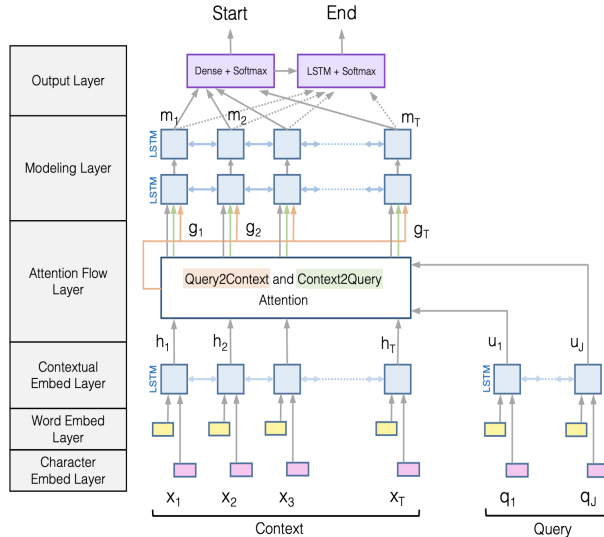 Start End
Output Layer
Dense + Softmax
LSTM + Softmax
m1 m2 mT
Modeling Layer
LSTM
LSTM
g1 g2 gT
Attention Flow
Layer
Query2Context and Context2Query
Attention
h1 h2 hT
u1 uJ
Contextual
Embed Layer
LSTM
LSTM
Word Embed
Layer
Character
Embed Layer
x1 x2 x3 xT
q1 qJ
Context
Query